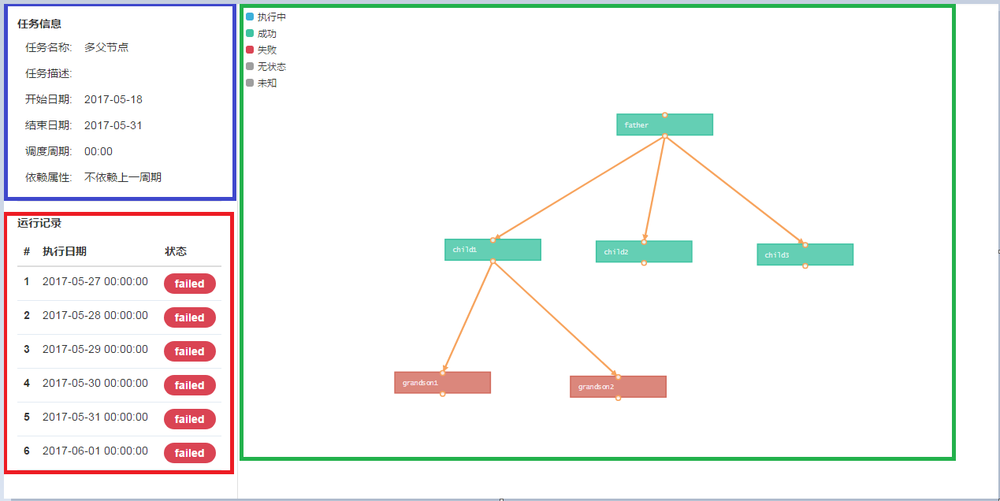 任务信息
任务名称: 多父节点
任务描述:
开始日期: 2017-05-18
结束日期: 2017-05-31
调度周期: 00:00
依赖属性: 不依赖上一周期
运行记录
# 执行日期 状态
1 2017-05-27 00:00:00 failed
2 2017-05-28 00:00:00 failed
3 2017-05-29 00:00:00 failed
4 2017-05-30 00:00:00 failed
5 2017-05-31 00:00:00 failed
6 2017-06-01 00:00:00 failed
执行中
成功
失败
无状态
未知
father
child1
child2
child3
grandson1
grandson2